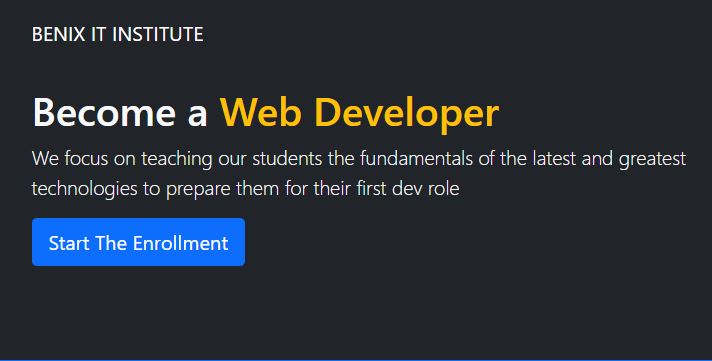 BENIX IT INSTITUTE
Become a Web Developer
We focus on teaching our students the fundamentals of the latest and greatest
technologies to prepare them for their first dev role
Start The Enrollment